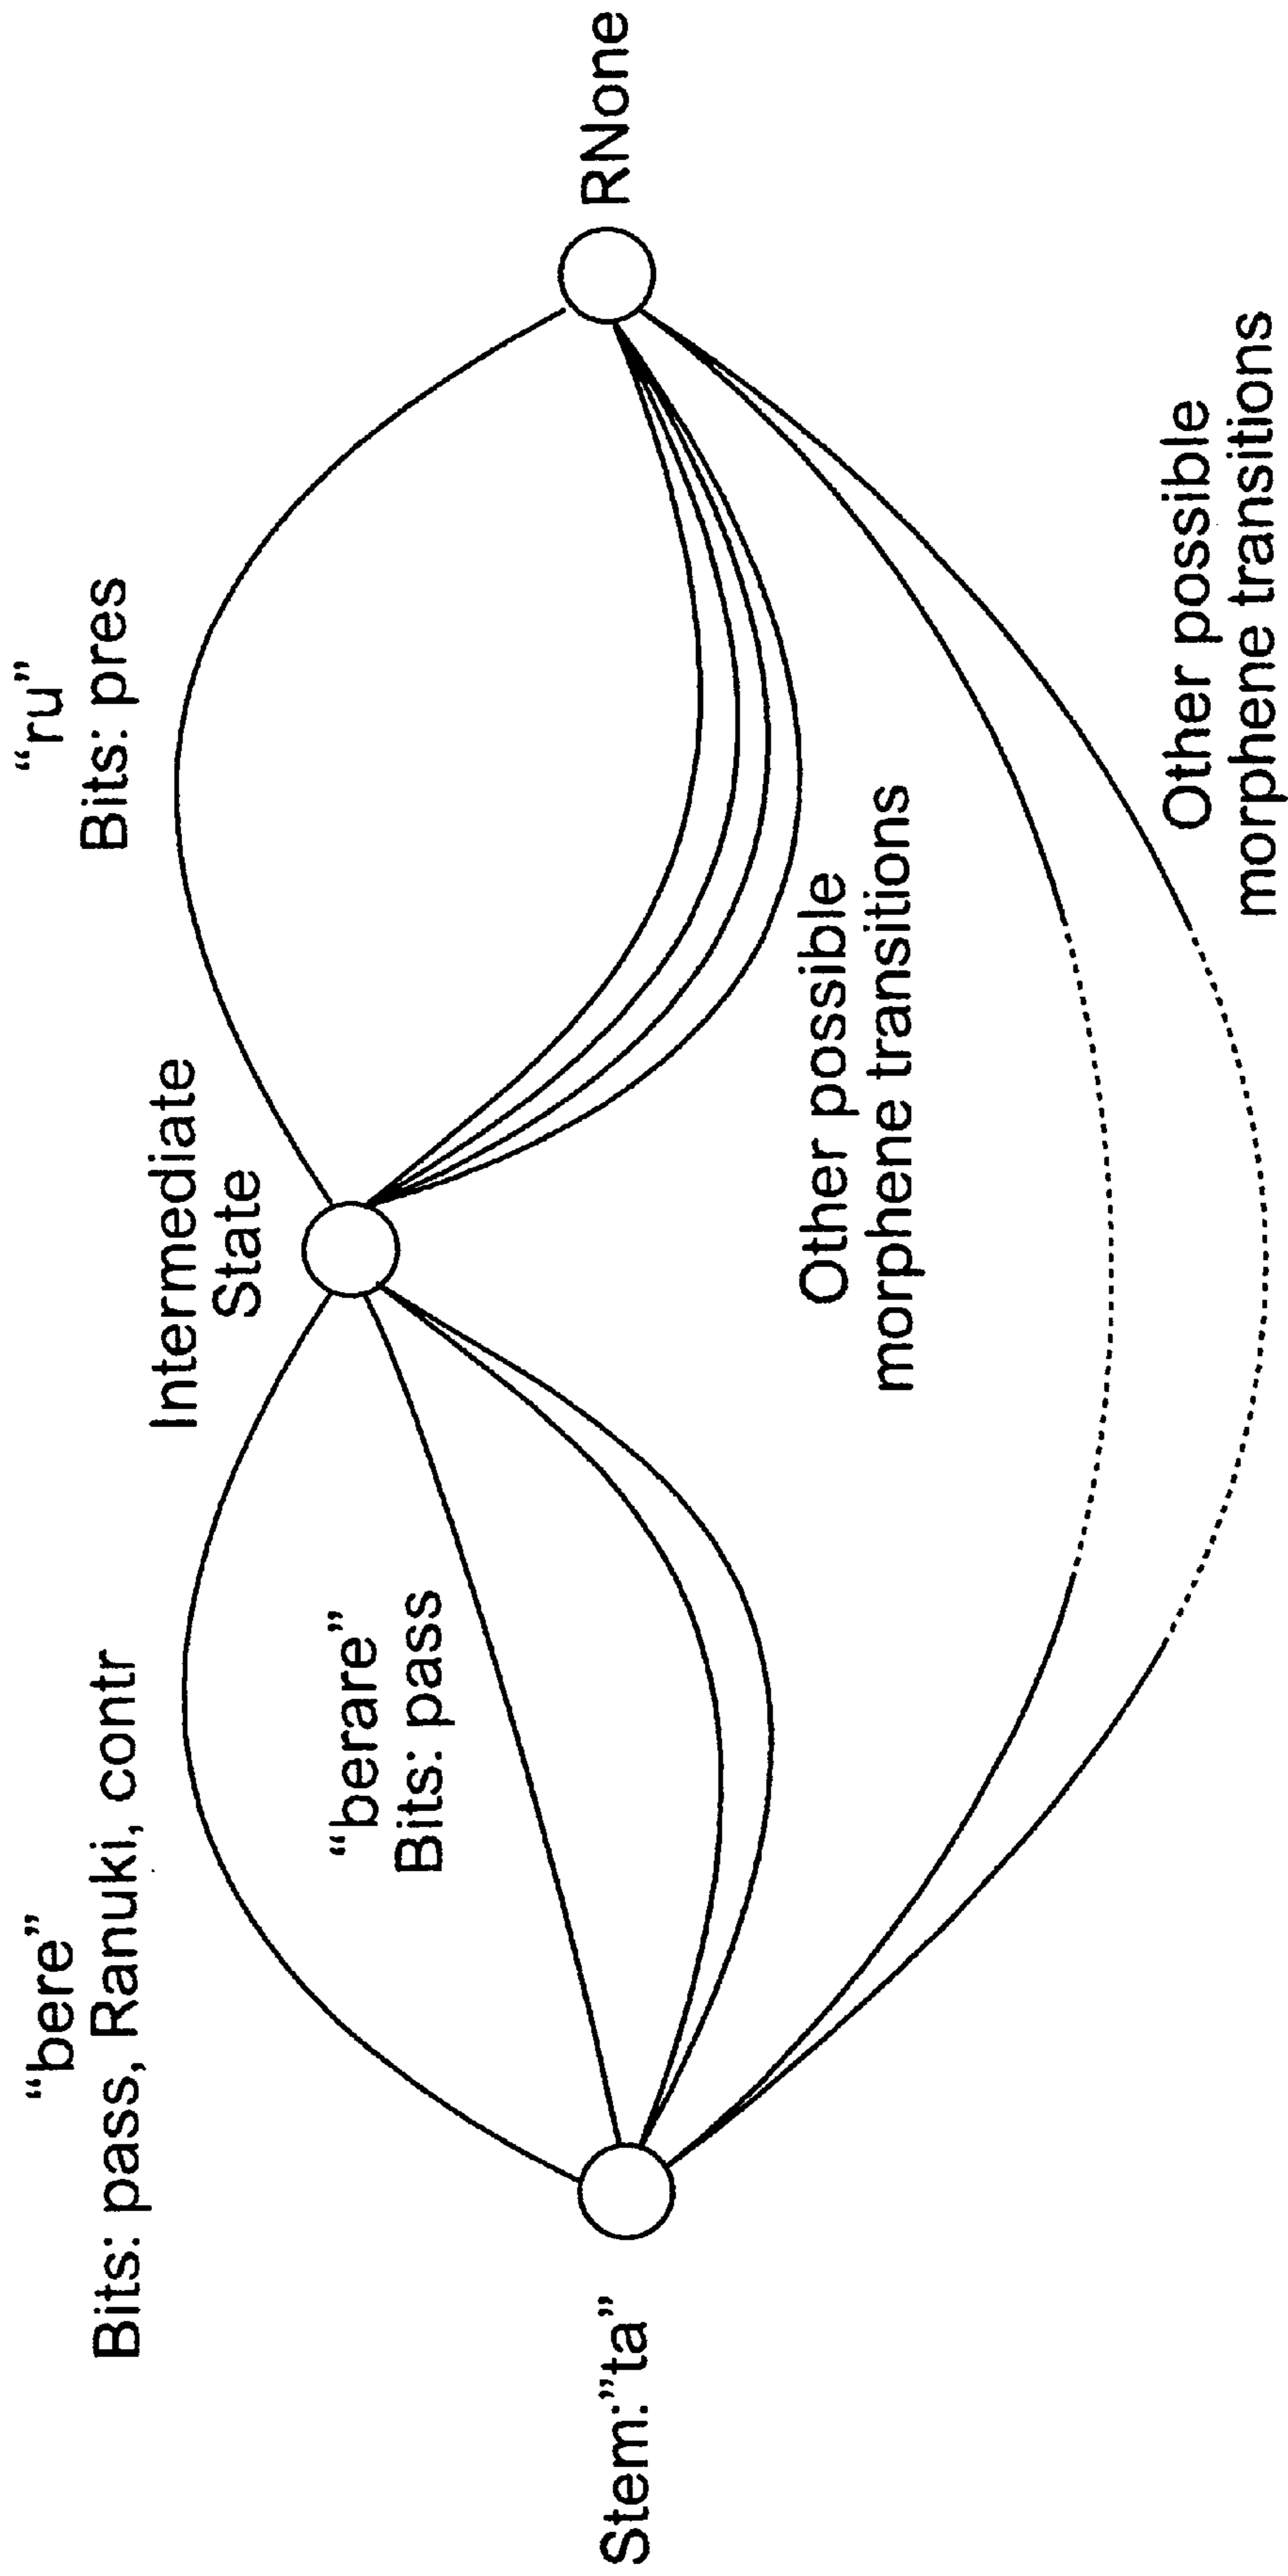 “bere”
Bits: pass, Ranuki, contr
“ru”
Bits: pres
Intermediate
State
“berare”
Bits: pass
Stem:”ta”
RNone
Other possible
morphene transitions
Other possible
morphene transitions